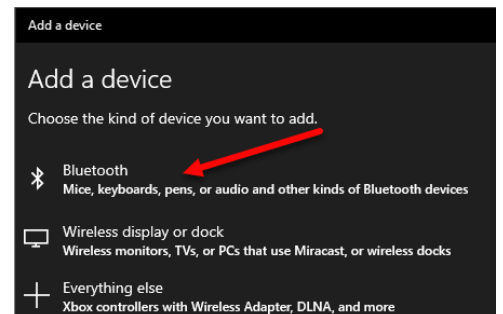 Add a device
Add a device
Choose the kind of device you want to add.
Bluetooth
Mice, keyboards, pens, or audio and other kinds of Bluetooth devices
Wireless display or dock
Wireless monitors, TVs, or PCs that use Miracast, or wireless docks
Everything else
Xbox controllers with Wireless Adapter, DLNA, and more